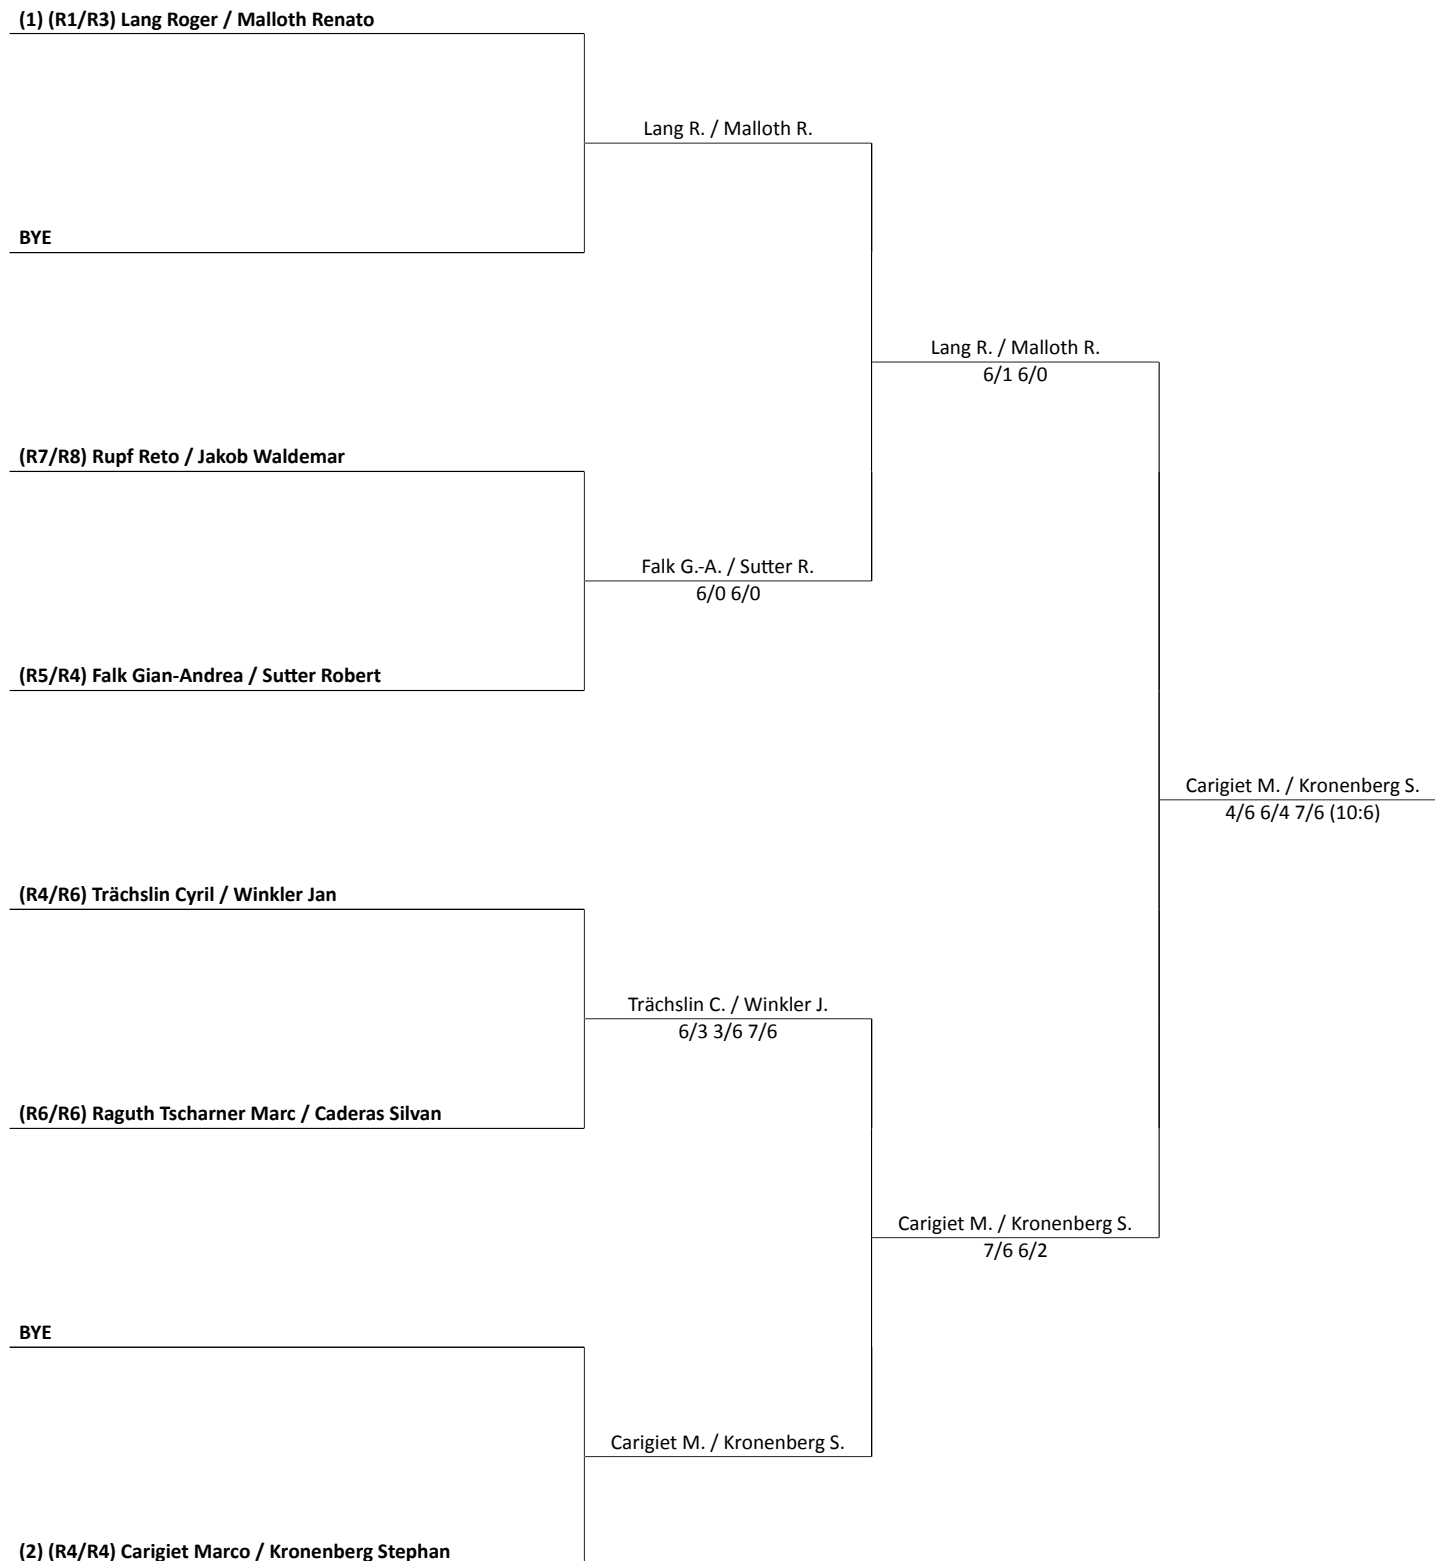 (1) (R1/R3) Lang Roger / Malloth Renato
Lang R. / Malloth R.
BYE
Lang R. / Malloth R.
6/1 6/0
(R7/R8) Rupf Reto / Jakob Waldemar
Falk G.-A. / Sutter R.
6/0 6/0
(R5/R4) Falk Gian-Andrea / Sutter Robert
Carigiet M. / Kronenberg S.
4/6 6/4 7/6 (10:6)
(R4/R6) Trächslin Cyril / Winkler Jan
Trächslin C. / Winkler J.
6/3 3/6 7/6
(R6/R6) Raguth Tscharner Marc / Caderas Silvan
Carigiet M. / Kronenberg S.
7/6 6/2
BYE
Carigiet M. / Kronenberg S.
(2) (R4/R4) Carigiet Marco / Kronenberg Stephan